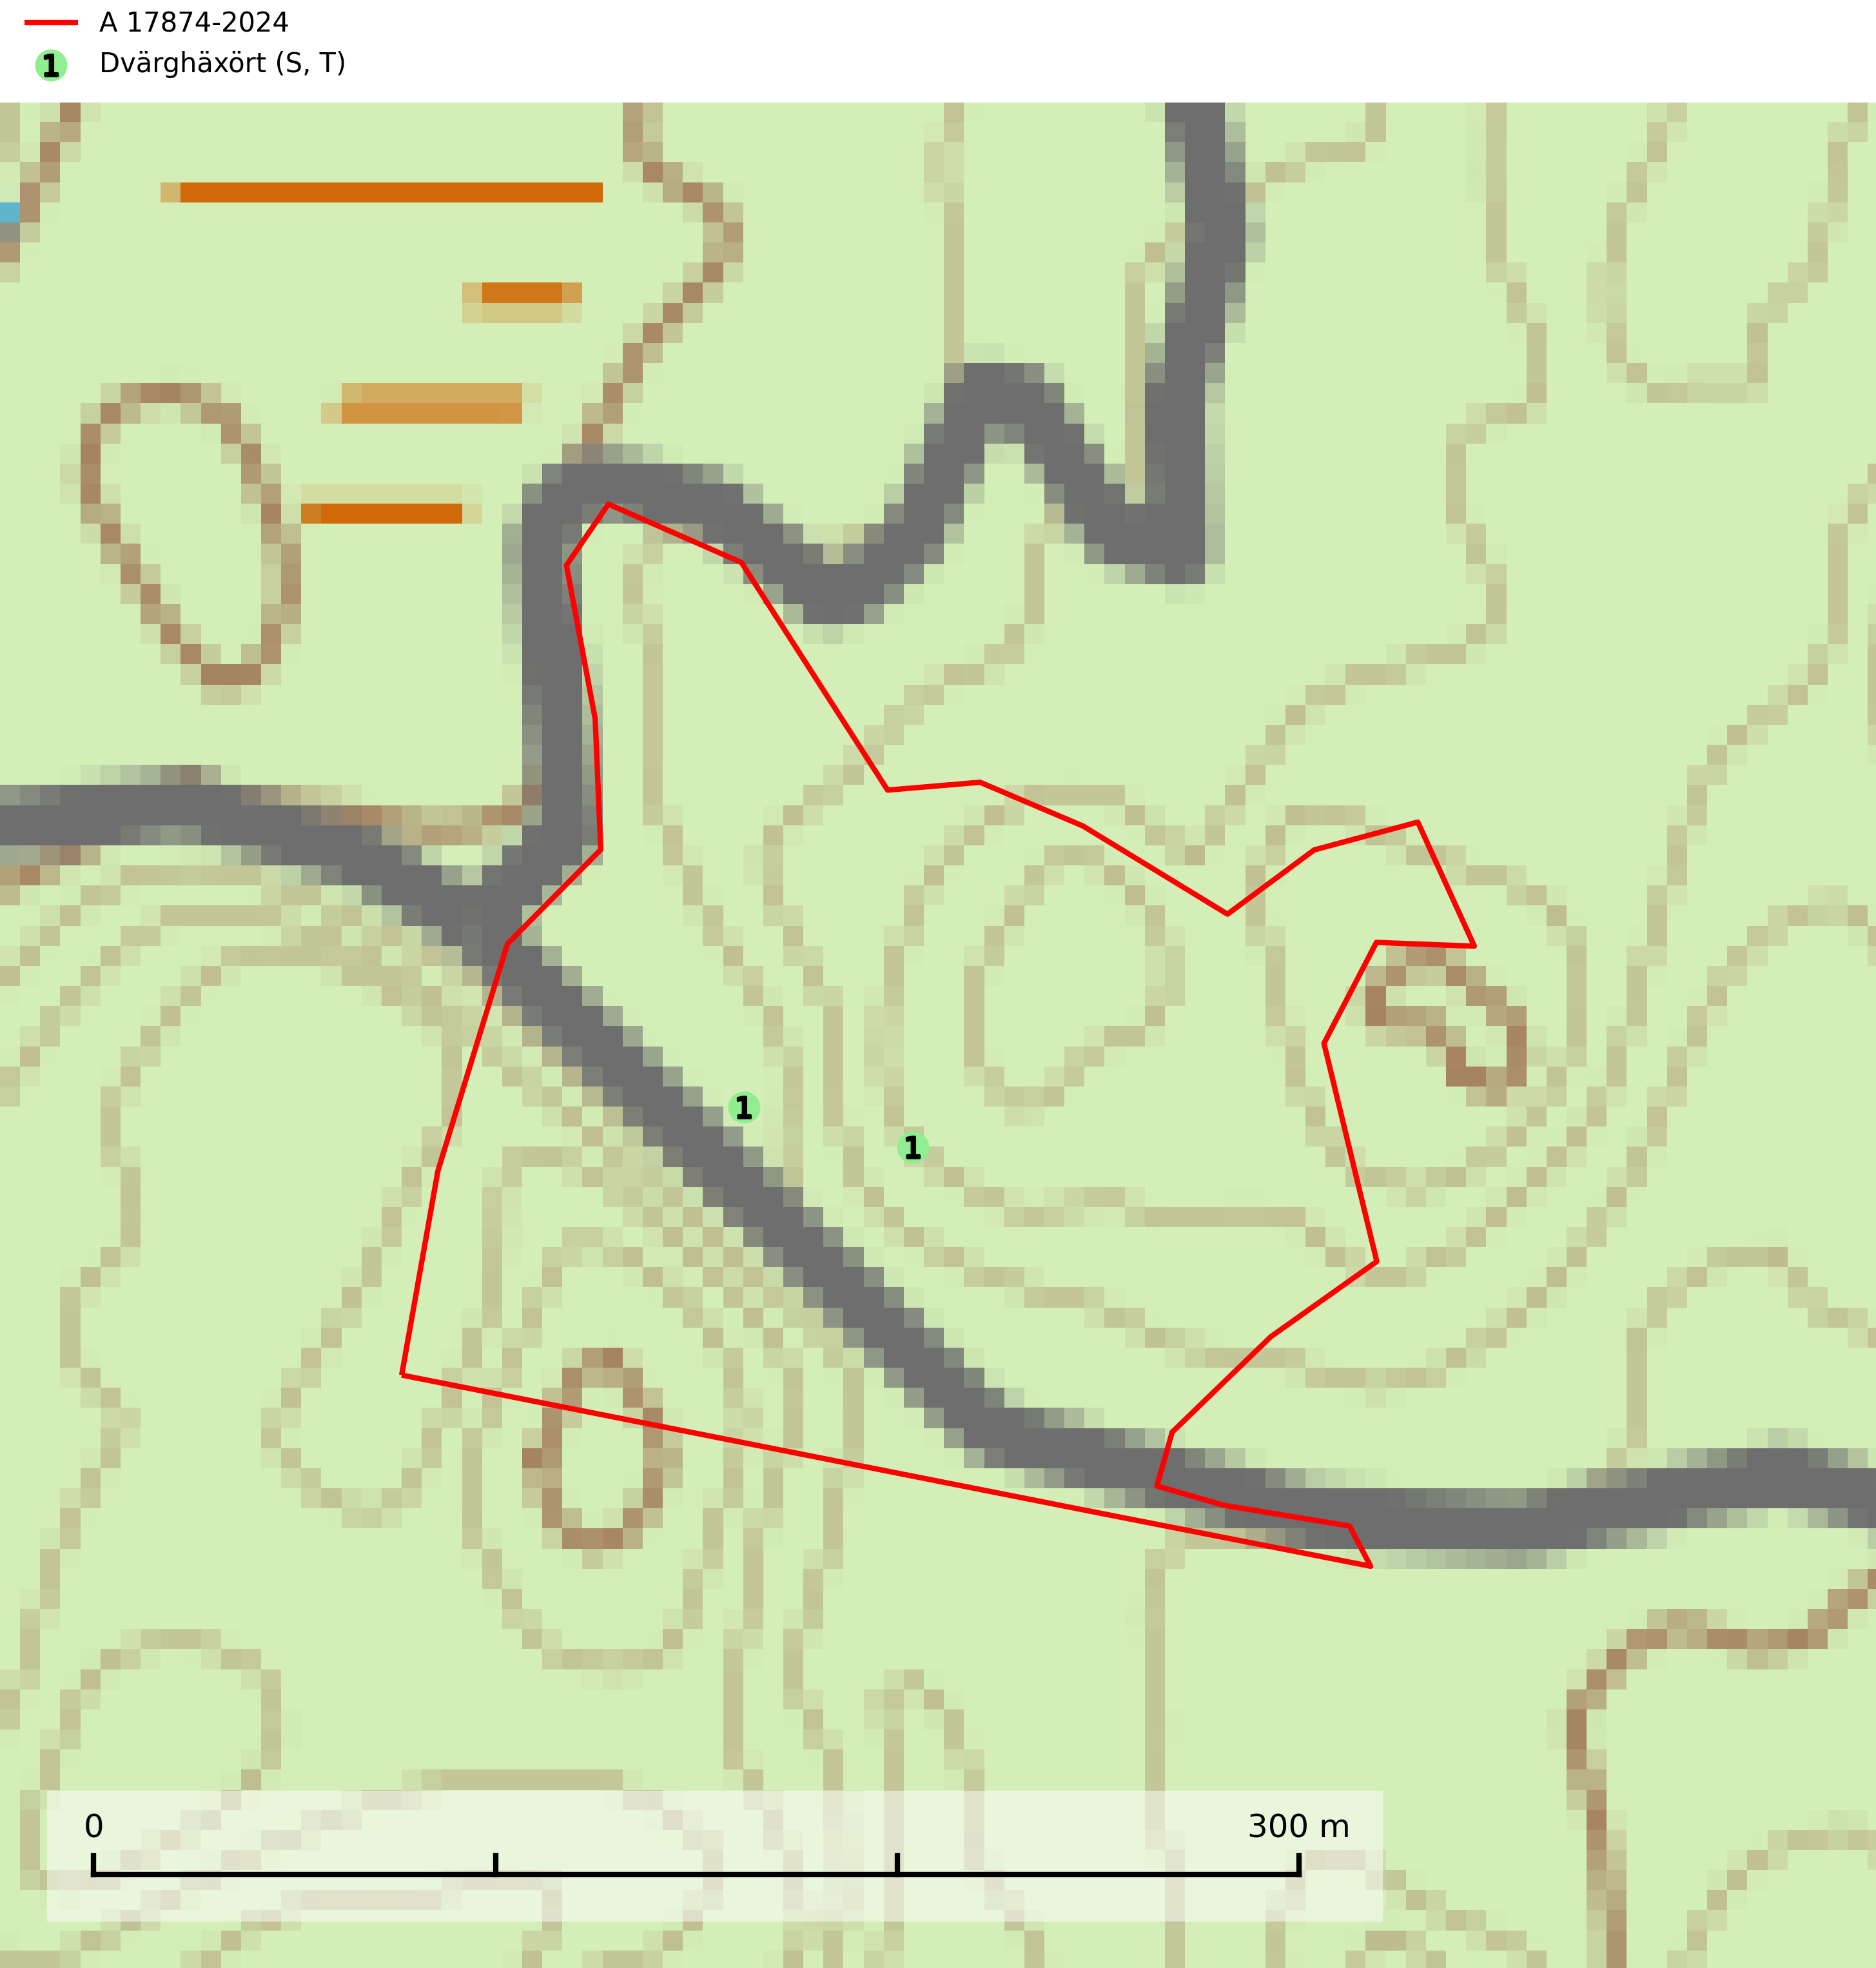 A 17874-2024
1 Dvärghäxört (S, T)
1
1
0 300 m